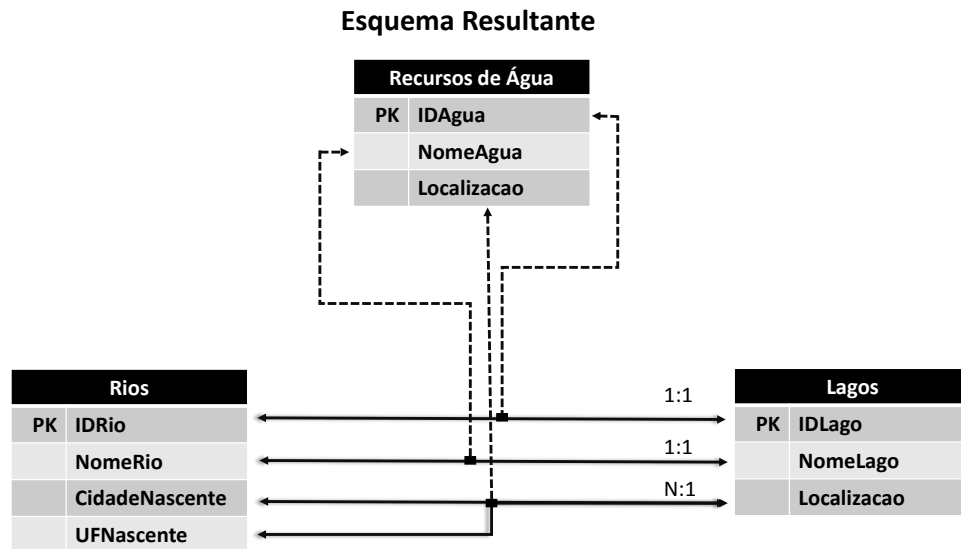 Esquema Resultante
Recursos de Água
PK IDAgua
NomeAgua
Localizacao
Rios
PK IDRio
NomeRio
CidadeNascente
UFNascente
1:1
1:1
N:1
Lagos
PK IDLago
NomeLago
Localizacao